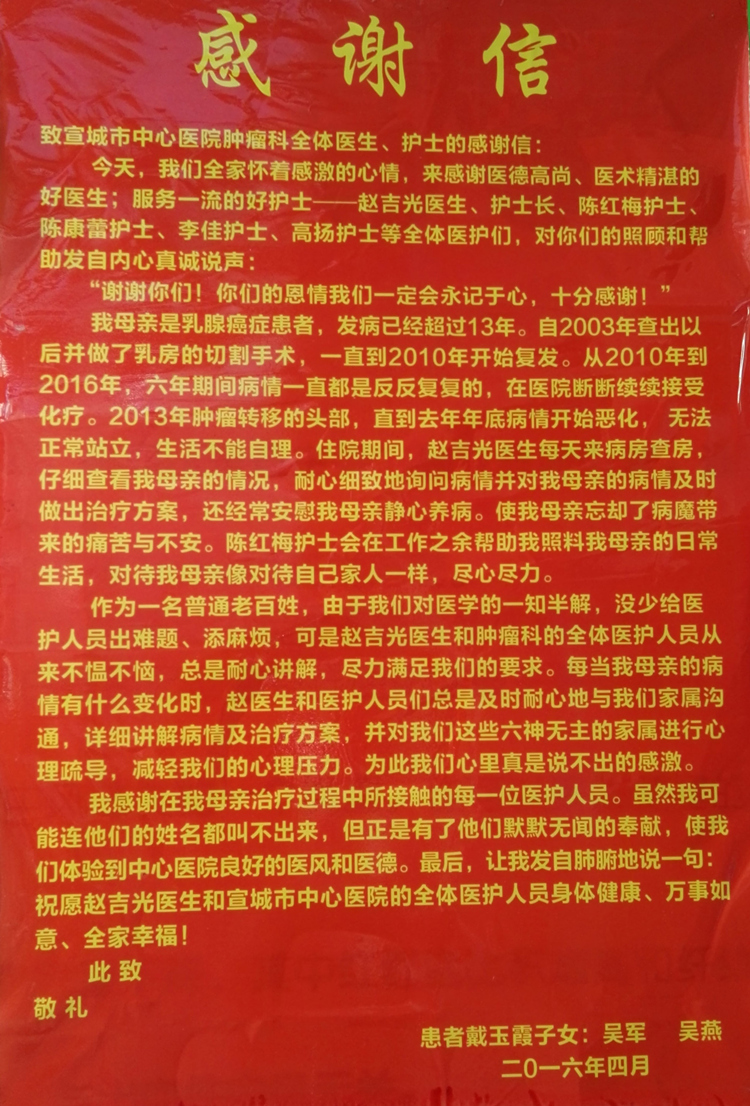 感谢信
致宣城市中心医院肿瘤科全体医生、护士的感谢信：
今天，我们全家怀着感激的心情，来感谢医德高尚、医术精湛的
好医生；服务一流的好护士——赵吉光医生、护士长、陈红梅护士、
陈康蕾护士、李佳护士、高扬护士等全体医护们，对你们的照顾和帮
助发自内心真诚说声：
“谢谢你们！你们的恩情我们一定会永记于心，十分感谢！”
我母亲是乳腺癌症患者，发病已经超过13年。自2003年查出以
后并做了乳房的切割手术，一直到2010年开始复发。从2010年到
2016年，六年期间病情一直都是反反复复的，在医院断断续续接受
化疗。2013年肿瘤转移的头部，直到去年年底病情开始恶化， 无法
正常站立，生活不能自理。住院期间，赵吉光医生每天来病房查房，
仔细查看我母亲的情况，耐心细致地询问病情并对我母亲的病情及时
做出治疗方案，还经常安慰我母亲静心养病。使我母亲忘却了病魔带
来的痛苦与不安。陈红梅护士会在工作之余帮助我照料我母亲的日常
生活，对待我母亲像对待自己家人一样，尽心尽力。
作为一名普通老百姓，由于我们对医学的一知半解，没少给医
护人员出难题、添麻烦，可是赵吉光医生和肿瘤科的全体医护人员从
来不愠不恼，总是耐心讲解，尽力满足我们的要求。每当我母亲的病
情有什么变化时，赵医生和医护人员们总是及时耐心地与我们家属沟
通，详细讲解病情及治疗方案，并对我们这些六神无主的家属进行心
理疏导，减轻我们的心理压力。为此我们心里真是说不出的感激。
我感谢在我母亲治疗过程中所接触的每一位医护人员。虽然我可
能连他们的姓名都叫不出来，但正是有了他们默默无闻的奉献，使我
们体验到中心医院良好的医风和医德。最后，让我发自肺腑地说一句：
祝愿赵吉光医生和宣城市中心医院的全体医护人员身体健康、万事如
意、全家幸福！
此 致
敬 礼
患者戴玉霞子女：吴军 吴燕
二0一六年四月